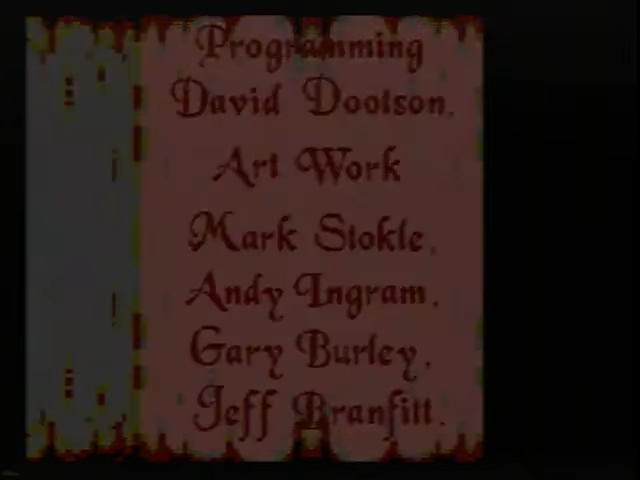 Programming
David Dootson.
Art Work
Mark Stokle.
Andy Ingram.
Gary Burley.
Jeff Branfitt.